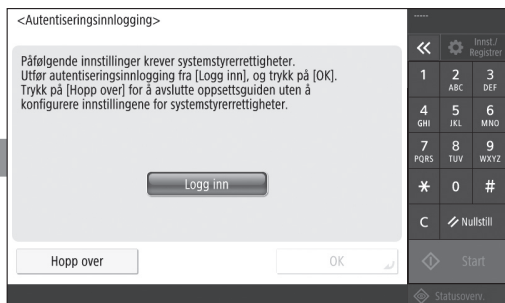 <Autentiseringsinnlogging>
Påfølgende innstillinger krever systemstyrerrettigheter.
Utfør autentiseringsinnlogging fra [Logg inn], og trykk på [OK].
Trykk på [Hopp over] for å avslutte oppsettsguiden uten å
konfigurere innstillingene for systemstyrerrettigheter.
Logg inn
Hopp over
OK
-----
Innst./
Registrer
1 2 3
ABC DEF
4 5 6
GHI JKL MNO
7 8 9
PQRS TUV WXYZ
* 0 #
C Nullstill
Start
Statusoverv.